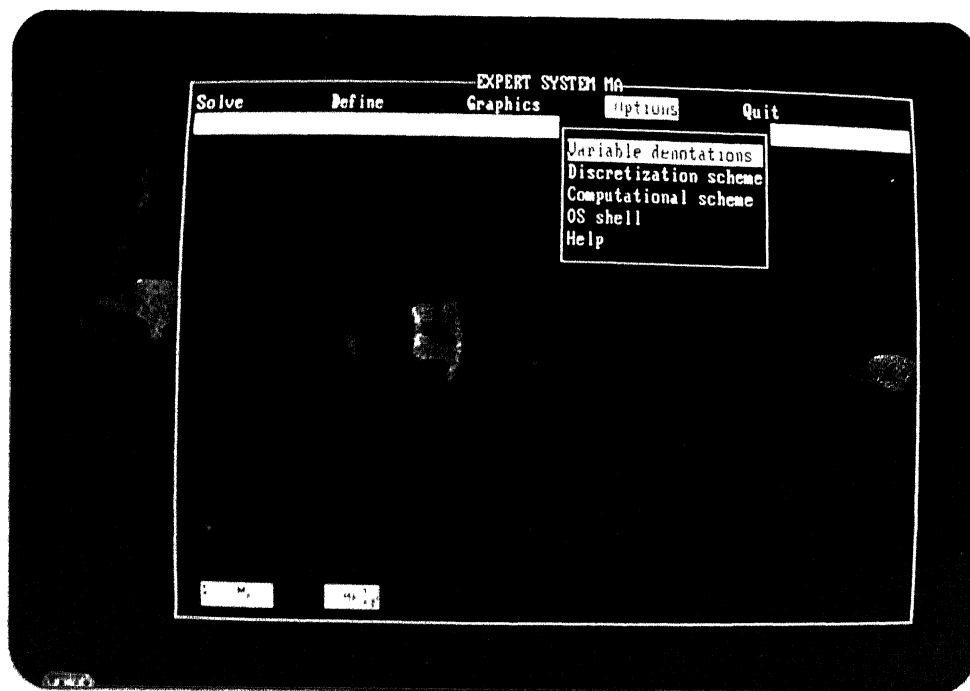 EXPERT SYSTEM MA
Solve Define Graphics Options Quit
Variable denotations
Discretization scheme
Computational scheme
OS shell
Help